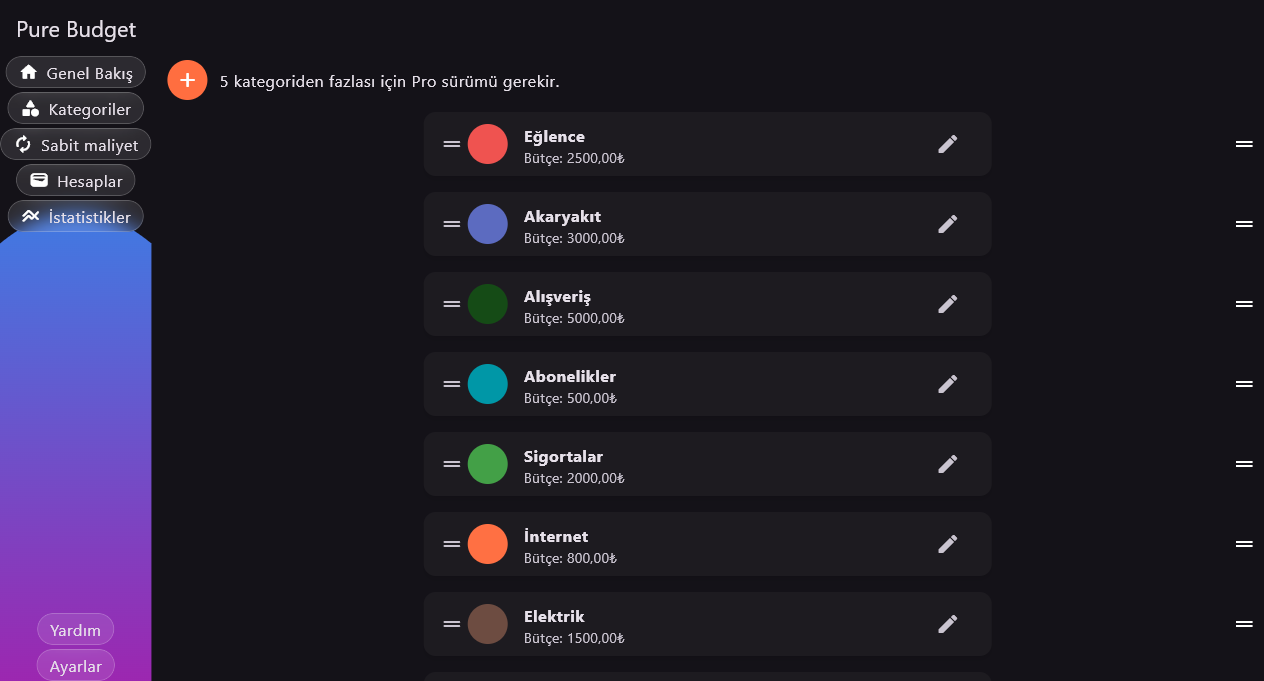 Pure Budget
Genel Bakış
Kategoriler
Sabit maliyet
Hesaplar
İstatistikler
Yardım
Ayarlar
5 kategoriden fazlası için Pro sürümü gerekir.
Eğlence
Bütçe: 2500,00₺
Akaryakıt
Bütçe: 3000,00₺
Alışveriş
Bütçe: 5000,00₺
Abonelikler
Bütçe: 500,00₺
Sigortalar
Bütçe: 2000,00₺
İnternet
Bütçe: 800,00₺
Elektrik
Bütçe: 1500,00₺